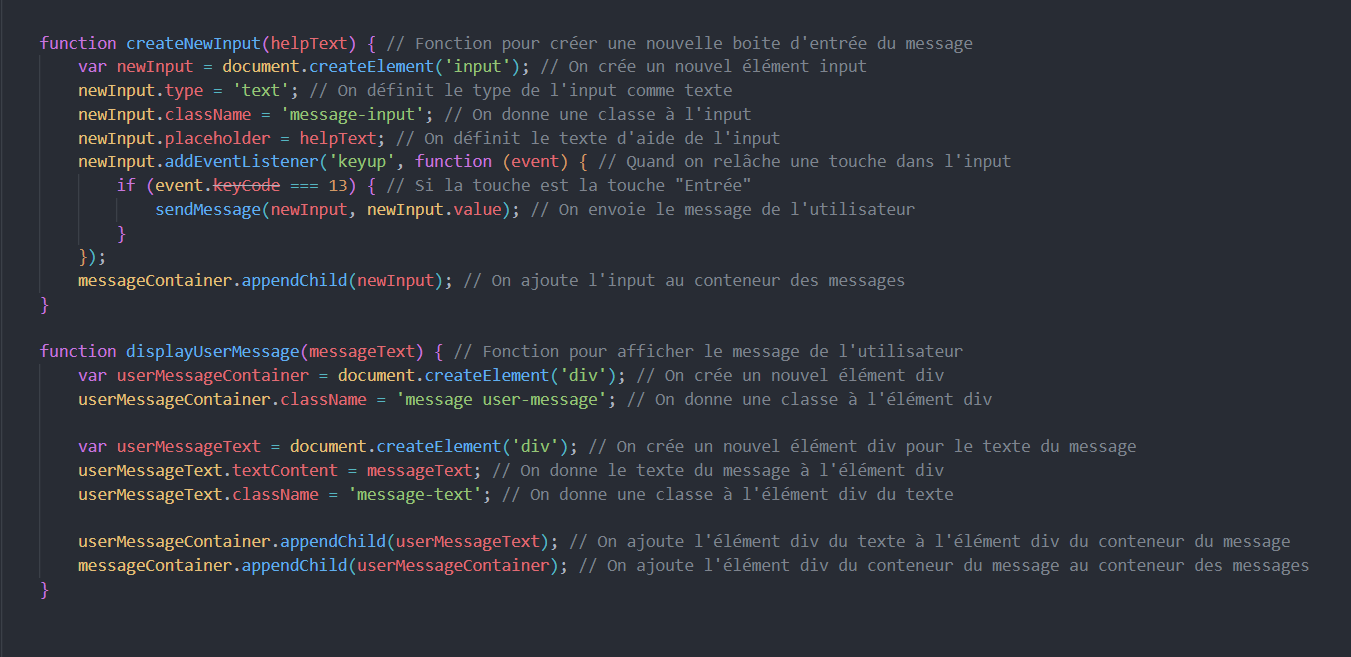 function createNewInput(helpText) { // Fonction pour créer une nouvelle boite d'entrée du message
var newInput = document.createElement('input'); // On crée un nouvel élément input
newInput.type = 'text'; // On définit le type de l'input comme texte
newInput.className = 'message-input'; // On donne une classe à l'input
newInput.placeholder = helpText; // On définit le texte d'aide de l'input
newInput.addEventListener('keyup', function (event) { // Quand on relâche une touche dans l'input
if (event.keyCode === 13) { // Si la touche est la touche "Entrée"
sendMessage(newInput, newInput.value); // On envoie le message de l'utilisateur
}
});
messageContainer.appendChild(newInput); // On ajoute l'input au conteneur des messages
}
function displayUserMessage(messageText) { // Fonction pour afficher le message de l'utilisateur
var userMessageContainer = document.createElement('div'); // On crée un nouvel élément div
userMessageContainer.className = 'message user-message'; // On donne une classe à l'élément div
var userMessageText = document.createElement('div'); // On crée un nouvel élément div pour le texte du message
userMessageText.textContent = messageText; // On donne le texte du message à l'élément div
userMessageText.className = 'message-text'; // On donne une classe à l'élément div du texte
userMessageContainer.appendChild(userMessageText); // On ajoute l'élément div du texte à l'élément div du conteneur du message
messageContainer.appendChild(userMessageContainer); // On ajoute l'élément div du conteneur du message au conteneur des messages
}